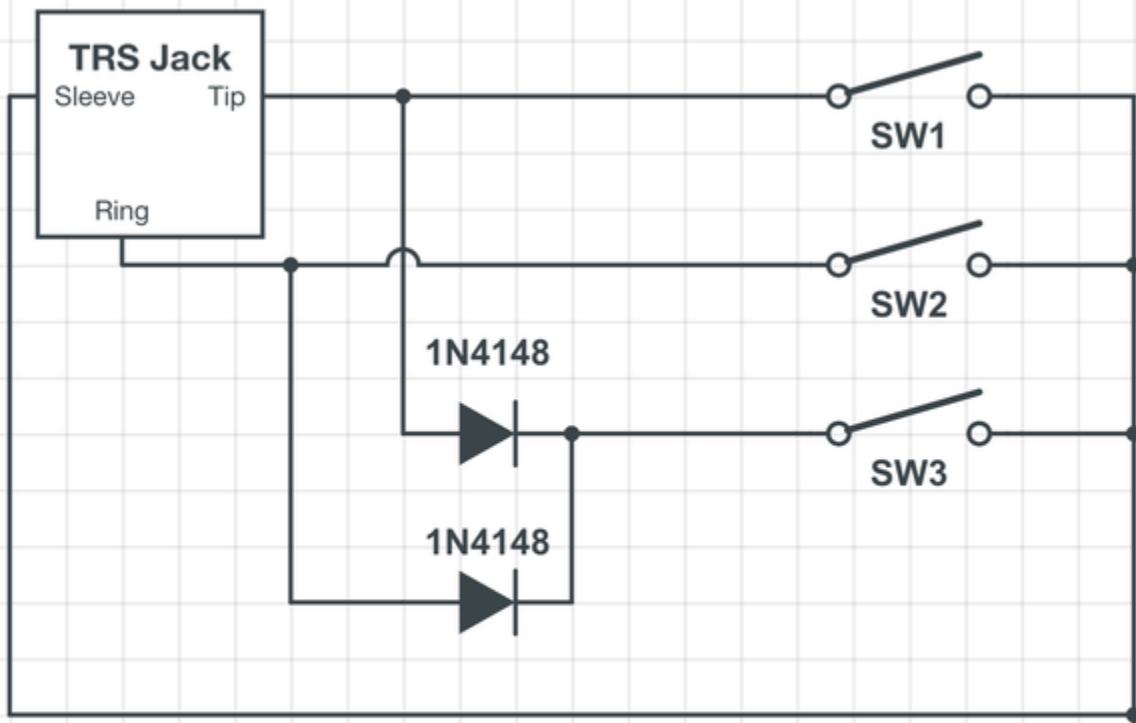 TRS Jack
Sleeve Tip
Ring
SW1
SW2
1N4148
SW3
1N4148